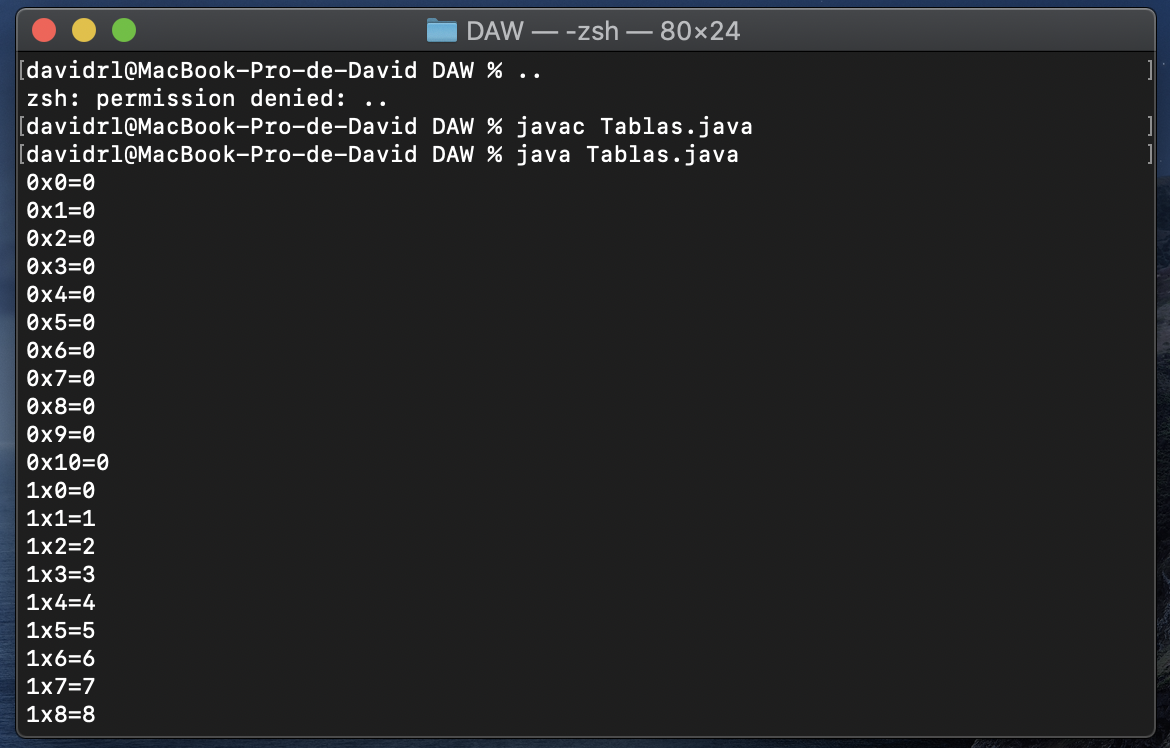 DAW — -zsh — 80×24
[davidrl@MacBook-Pro-de-David DAW % .. ]
zsh: permission denied: ..
[davidrl@MacBook-Pro-de-David DAW % javac Tablas.java ]
[davidrl@MacBook-Pro-de-David DAW % java Tablas.java ]
0x0=0
0x1=0
0x2=0
0x3=0
0x4=0
0x5=0
0x6=0
0x7=0
0x8=0
0x9=0
0x10=0
1x0=0
1x1=1
1x2=2
1x3=3
1x4=4
1x5=5
1x6=6
1x7=7
1x8=8